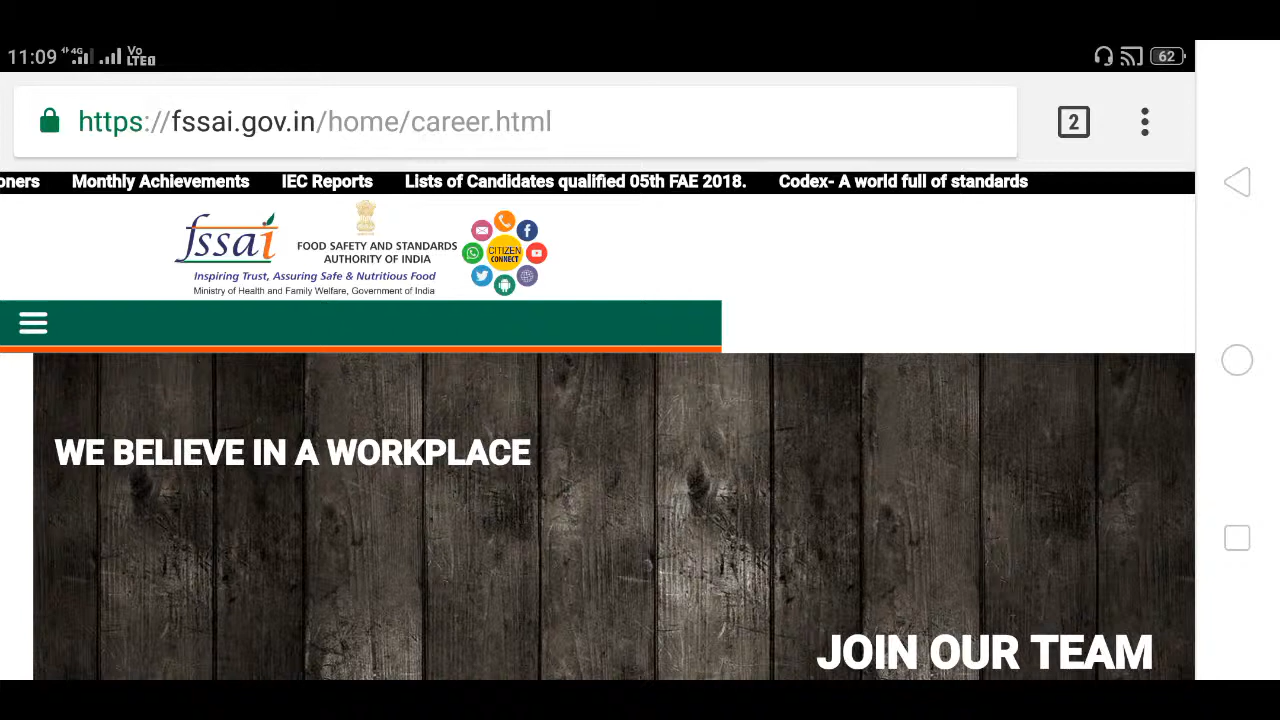 11:09 4G Vo LTE 62
https://fssai.gov.in/home/career.html 2
oners Monthly Achievements IEC Reports Lists of Candidates qualified 05th FAE 2018. Codex- A world full of standards
fssai
FOOD SAFETY AND STANDARDS
AUTHORITY OF INDIA
Inspiring Trust, Assuring Safe & Nutritious Food
Ministry of Health and Family Welfare, Government of India
CITIZEN
CONNECT
WE BELIEVE IN A WORKPLACE
JOIN OUR TEAM